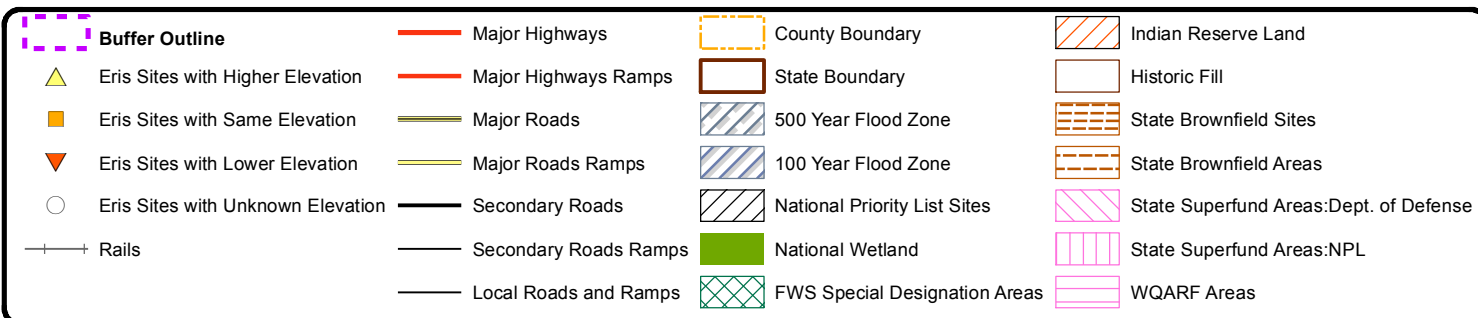 Buffer Outline
Eris Sites with Higher Elevation
Eris Sites with Same Elevation
Eris Sites with Lower Elevation
Eris Sites with Unknown Elevation
Rails
Major Highways
Major Highways Ramps
Major Roads
Major Roads Ramps
Secondary Roads
Secondary Roads Ramps
Local Roads and Ramps
County Boundary
State Boundary
500 Year Flood Zone
100 Year Flood Zone
National Priority List Sites
National Wetland
FWS Special Designation Areas
Indian Reserve Land
Historic Fill
State Brownfield Sites
State Brownfield Areas
State Superfund Areas:Dept. of Defense
State Superfund Areas:NPL
WQARF Areas